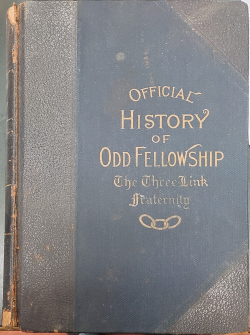 OFFICIAL
HISTORY
OF
ODD FELLOWSHIP
The Three Link
Fraternity